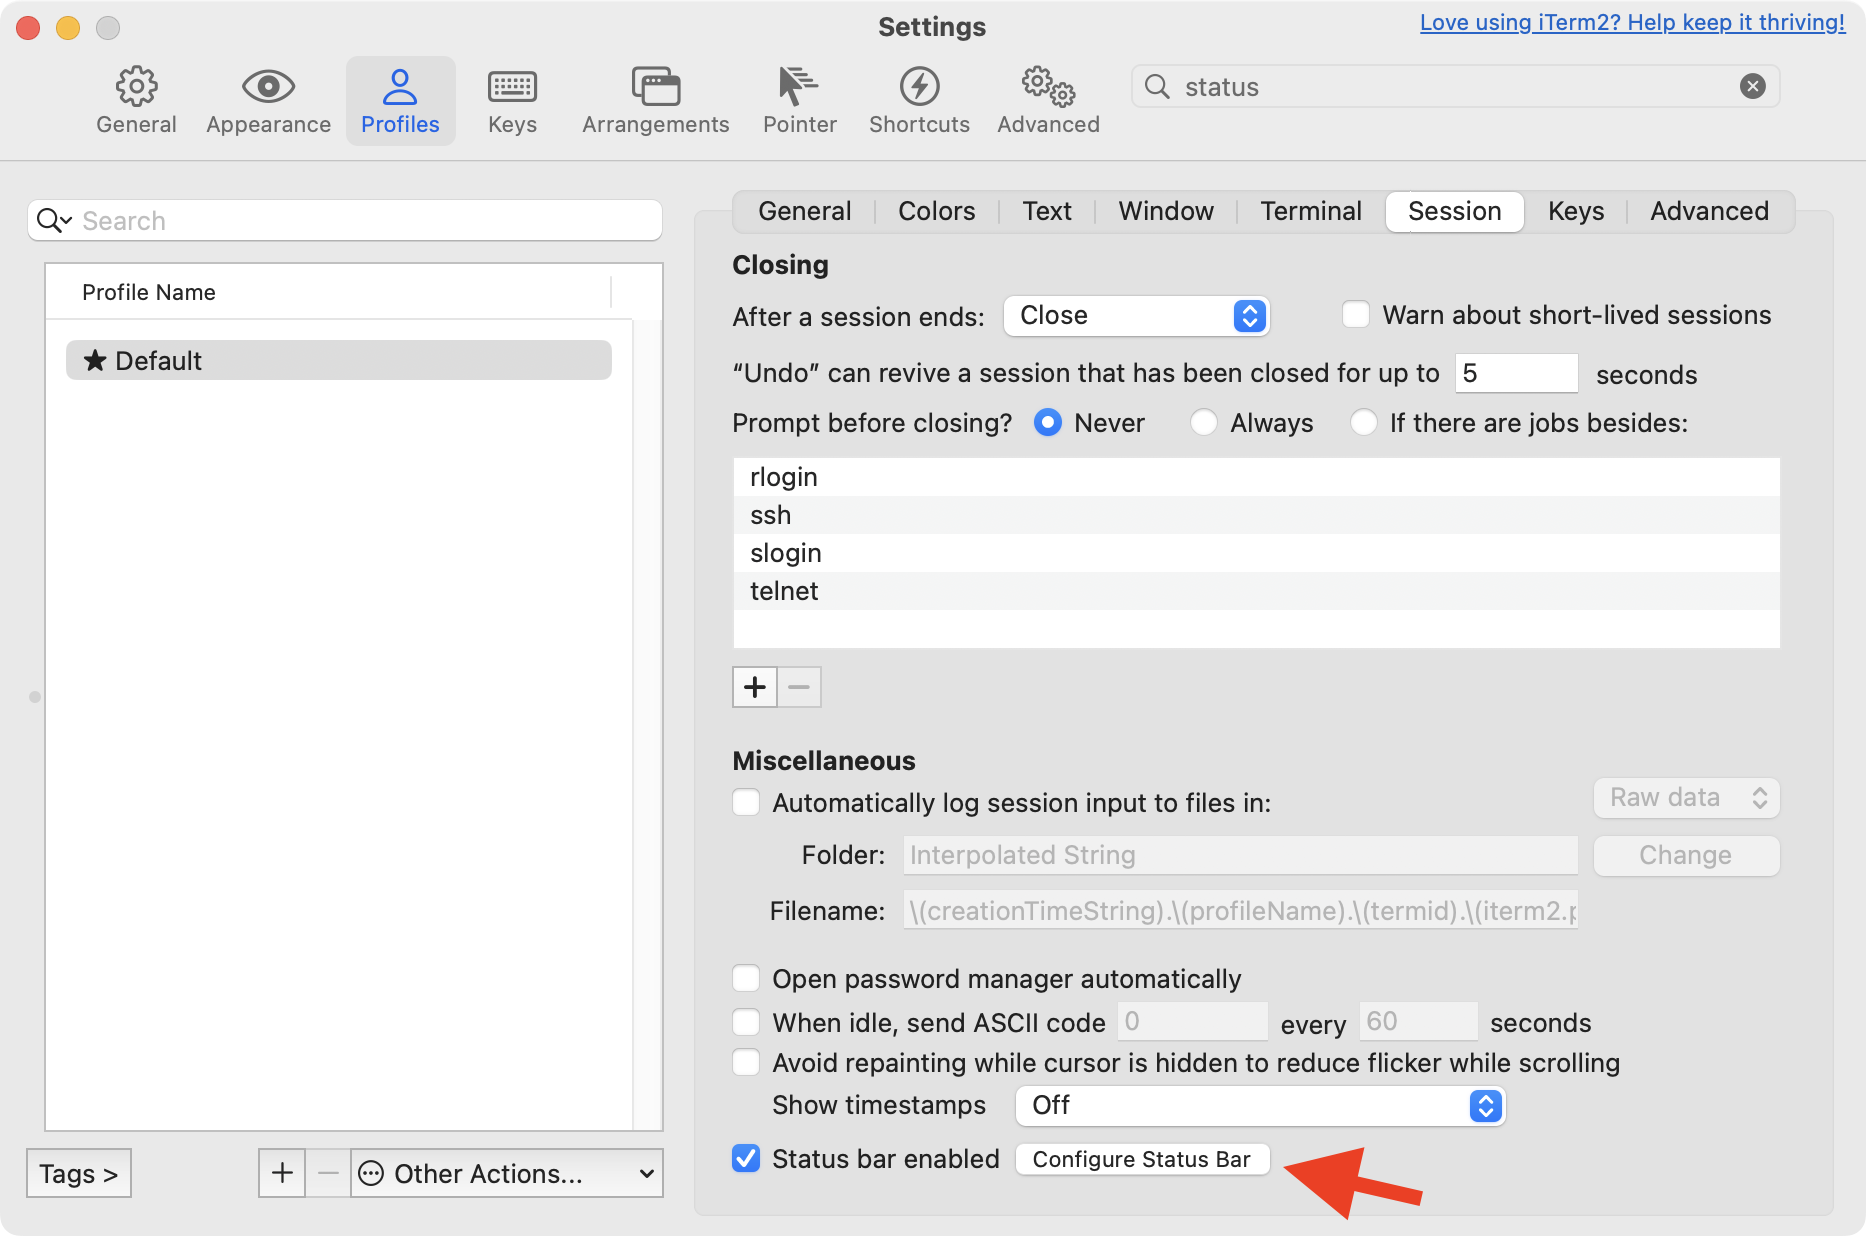 Settings
Love using iTerm2? Help keep it thriving!
General
Appearance
Profiles
Keys
Arrangements
Pointer
Shortcuts
Advanced
status
Search
Profile Name
★ Default
Tags >
Other Actions...
General
Colors
Text
Window
Terminal
Session
Keys
Advanced
Closing
After a session ends: Close
Warn about short-lived sessions
“Undo” can revive a session that has been closed for up to 5 seconds
Prompt before closing? Never Always If there are jobs besides:
rlogin
ssh
slogin
telnet
Miscellaneous
Automatically log session input to files in: Raw data
Folder: Interpolated String Change
Filename: \(creationTimeString).\(profileName).\(termid).\(iterm2.p
Open password manager automatically
When idle, send ASCII code 0 every 60 seconds
Avoid repainting while cursor is hidden to reduce flicker while scrolling
Show timestamps Off
Status bar enabled Configure Status Bar